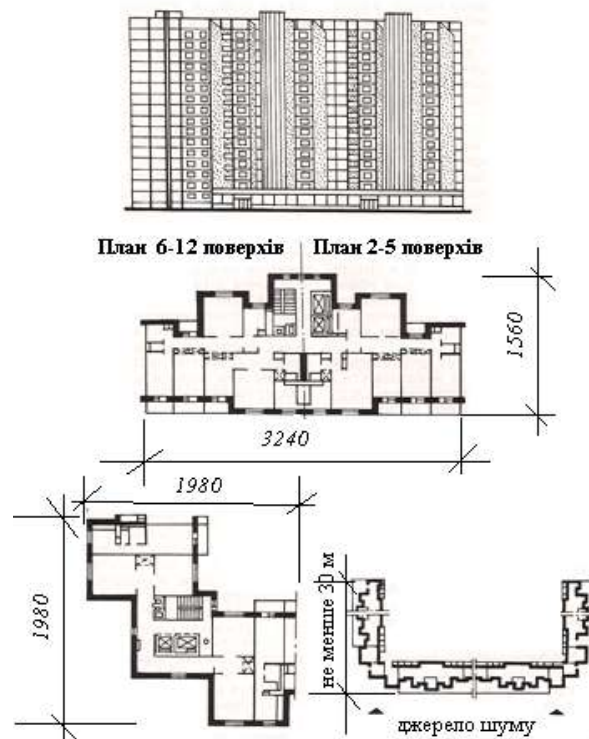 План 6-12 поверхів План 2-5 поверхів
1560
3240
1980
1980
не менше 30 м
джерело шуму